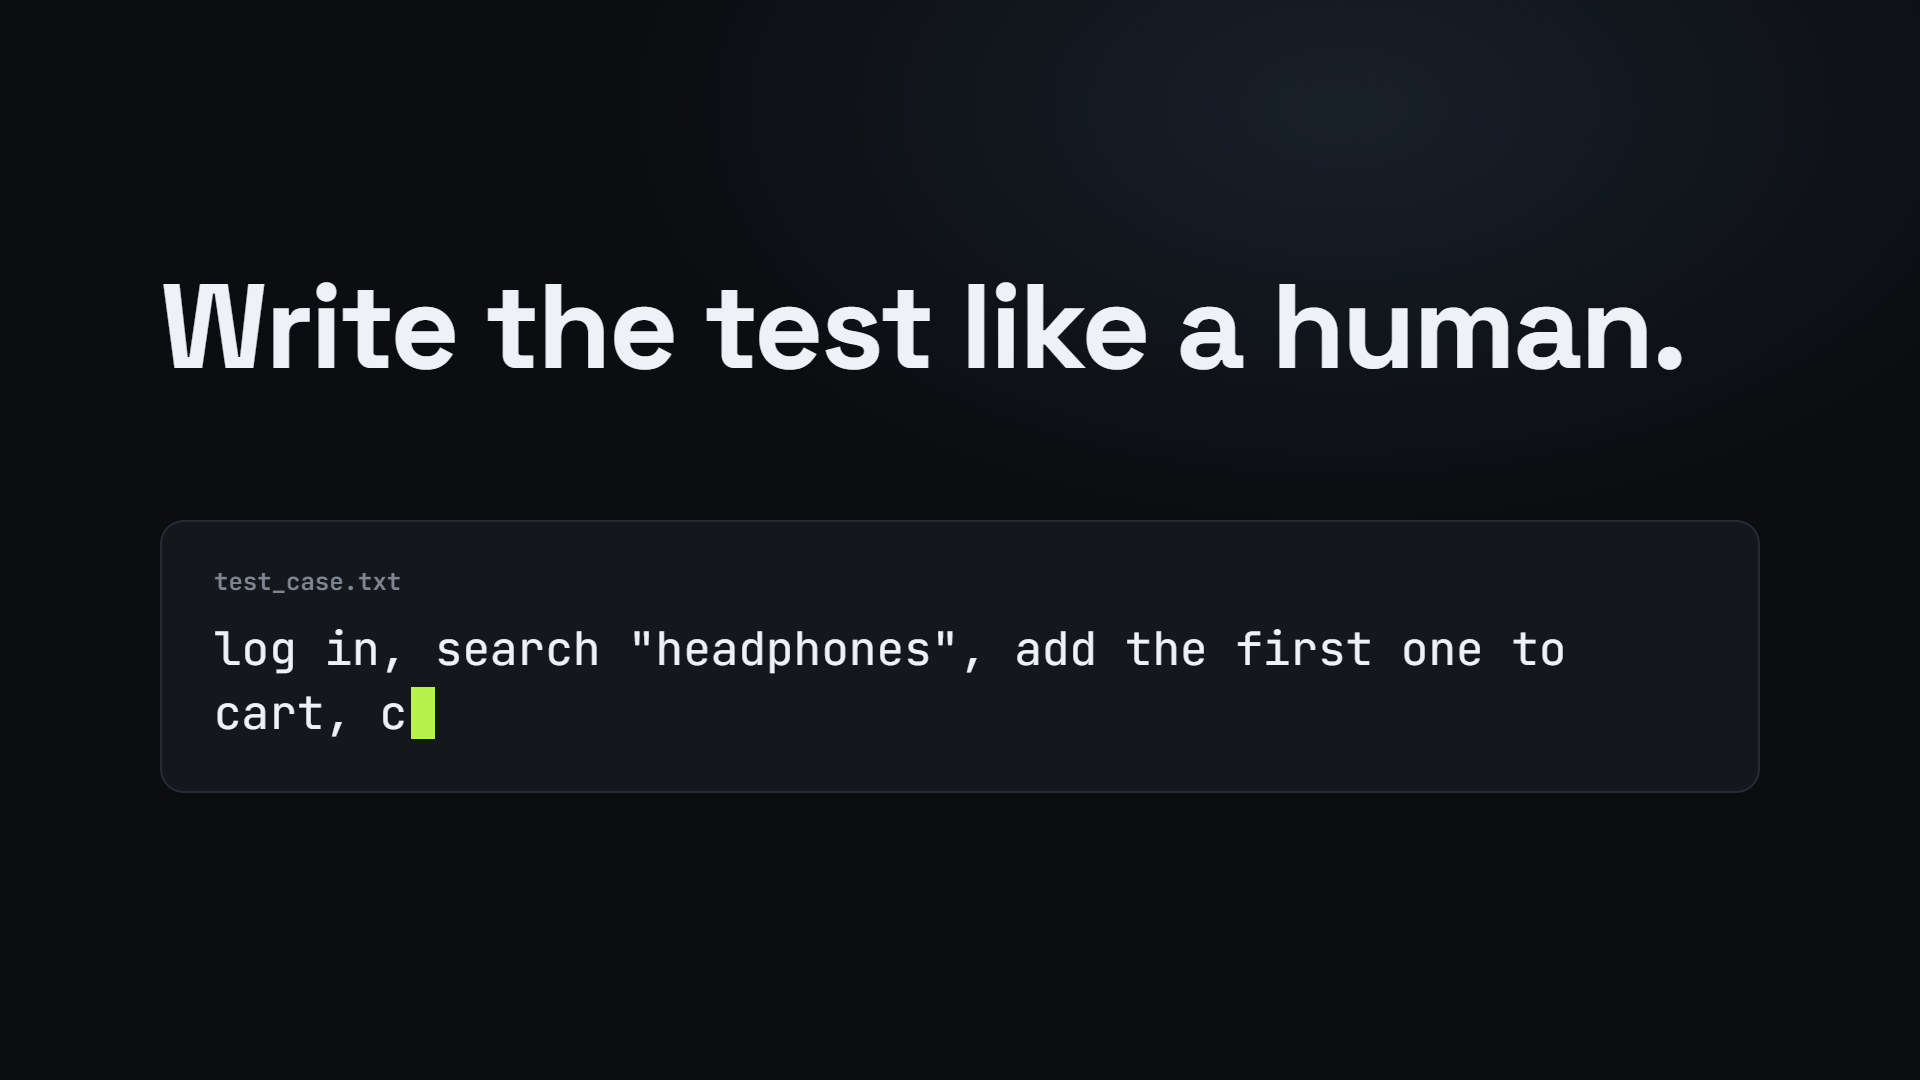 Write the test like a human.
test_case.txt
log in, search "headphones", add the first one to
cart, c